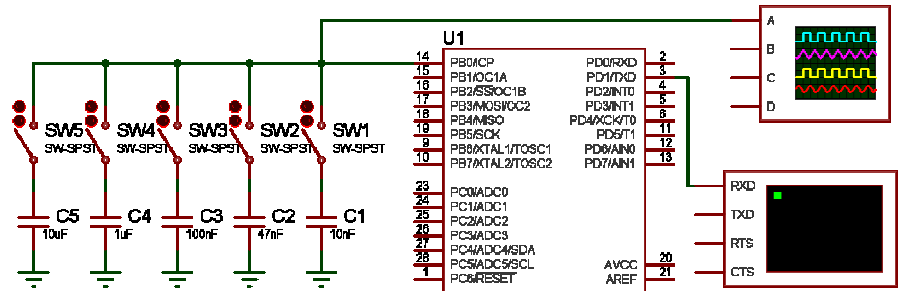 U1
14 PB0/ICP
15 PB1/OC1A
16 PB2/SS/OC1B
17 PB3/MOSI/OC2
18 PB4/MISO
19 PB5/SCK
9 PB6/XTAL1/TOSC1
10 PB7/XTAL2/TOSC2
23 PC0/ADC0
24 PC1/ADC1
25 PC2/ADC2
26 PC3/ADC3
27 PC4/ADC4/SDA
28 PC5/ADC5/SCL
1 PC6/RESET
PD0/RXD 2
PD1/TXD 3
PD2/INT0 4
PD3/INT1 5
PD4/XCK/T0 6
PD5/T1 11
PD6/AIN0 12
PD7/AIN1 13
AVCC 20
AREF 21
A
B
C
D
RXD
TXD
RTS
CTS
SW5 SW4 SW3 SW2 SW1
SW-SPST SW-SPST SW-SPST SW-SPST SW-SPST
C5 C4 C3 C2 C1
10uF 1uF 100nF 47nF 10nF